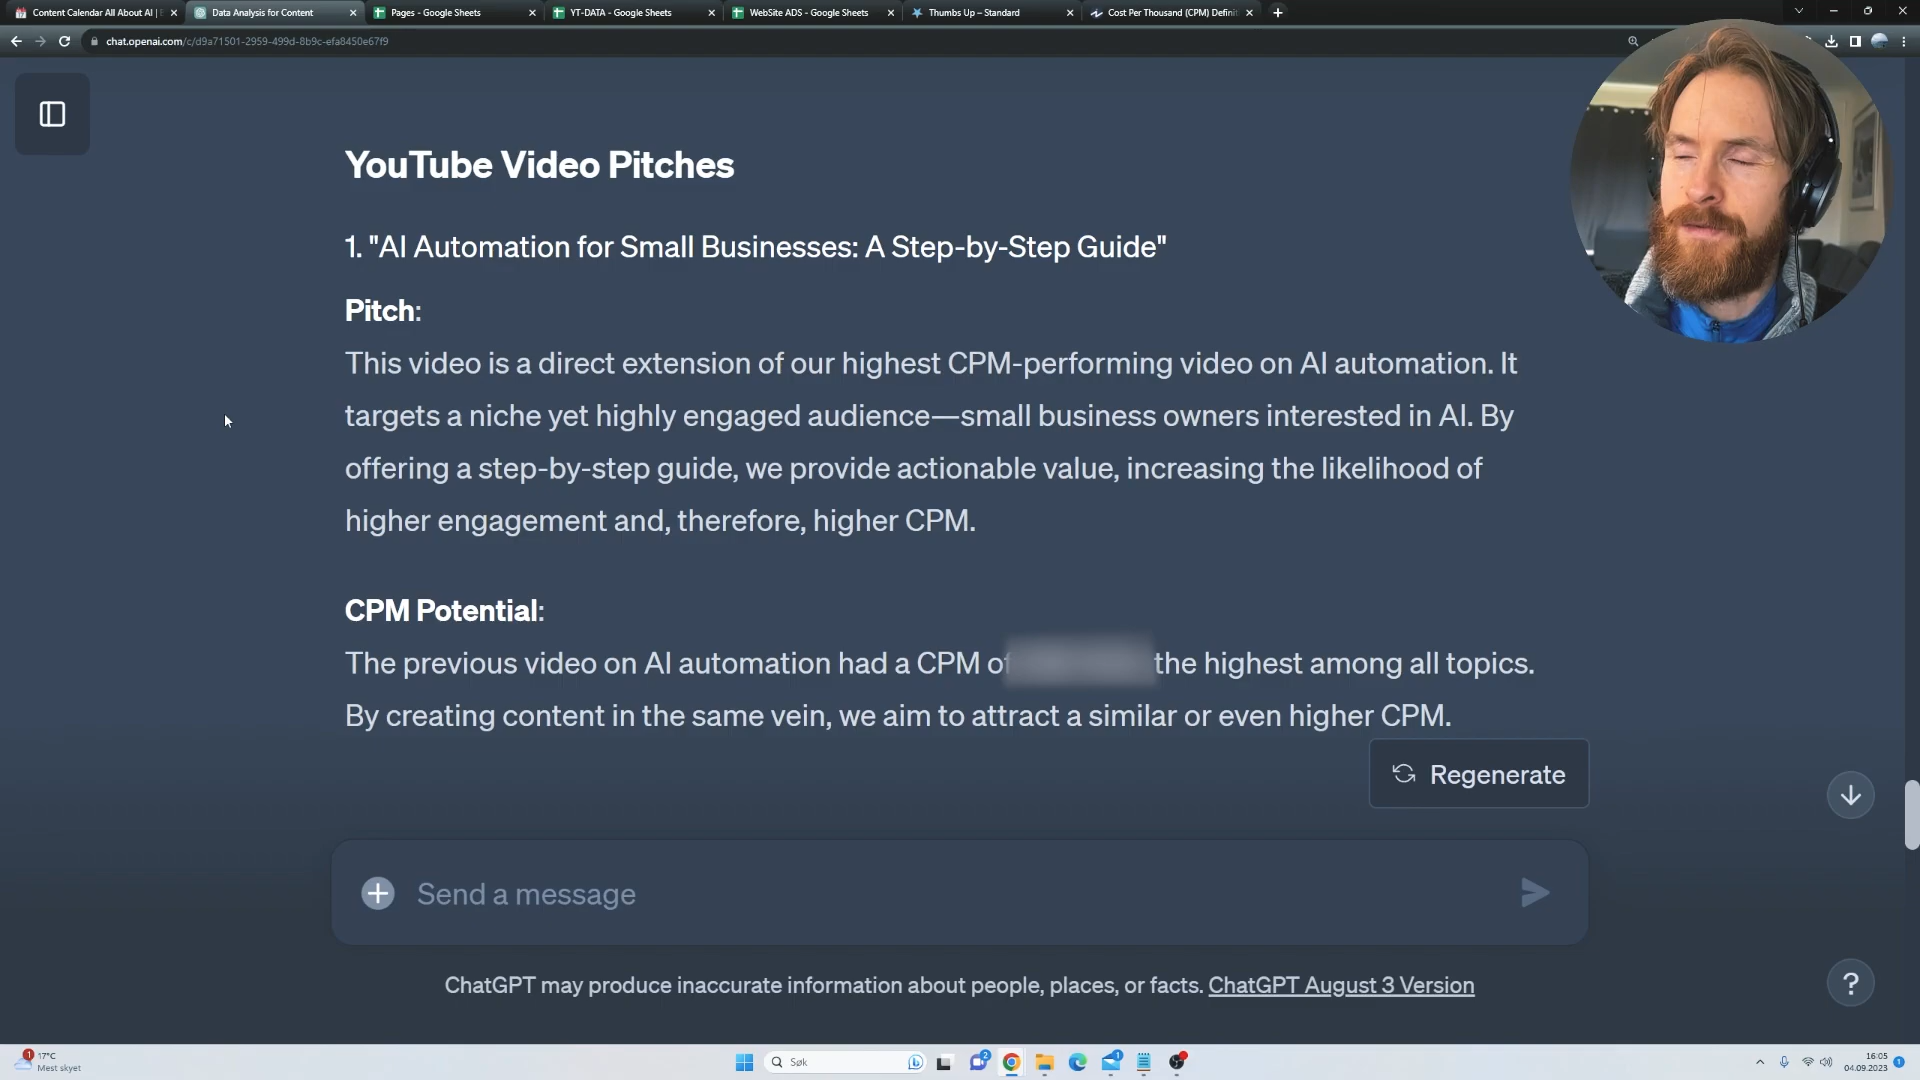 Content Calendar All About AI | E
Data Analysis for Content
Pages - Google Sheets
YT-DATA - Google Sheets
WebSite ADS - Google Sheets
Thumbs Up – Standard
Cost Per Thousand (CPM) Defini
chat.openai.com/c/d9a71501-2959-499d-8b9c-efa8450e67f9
YouTube Video Pitches
1. "AI Automation for Small Businesses: A Step-by-Step Guide"
Pitch:
This video is a direct extension of our highest CPM-performing video on AI automation. It
targets a niche yet highly engaged audience—small business owners interested in AI. By
offering a step-by-step guide, we provide actionable value, increasing the likelihood of
higher engagement and, therefore, higher CPM.
CPM Potential:
The previous video on AI automation had a CPM of the highest among all topics.
By creating content in the same vein, we aim to attract a similar or even higher CPM.
Regenerate
Send a message
ChatGPT may produce inaccurate information about people, places, or facts. ChatGPT August 3 Version
?
1
17°C
Mest skyet
Søk
2
1
16:05
04.09.2023
1